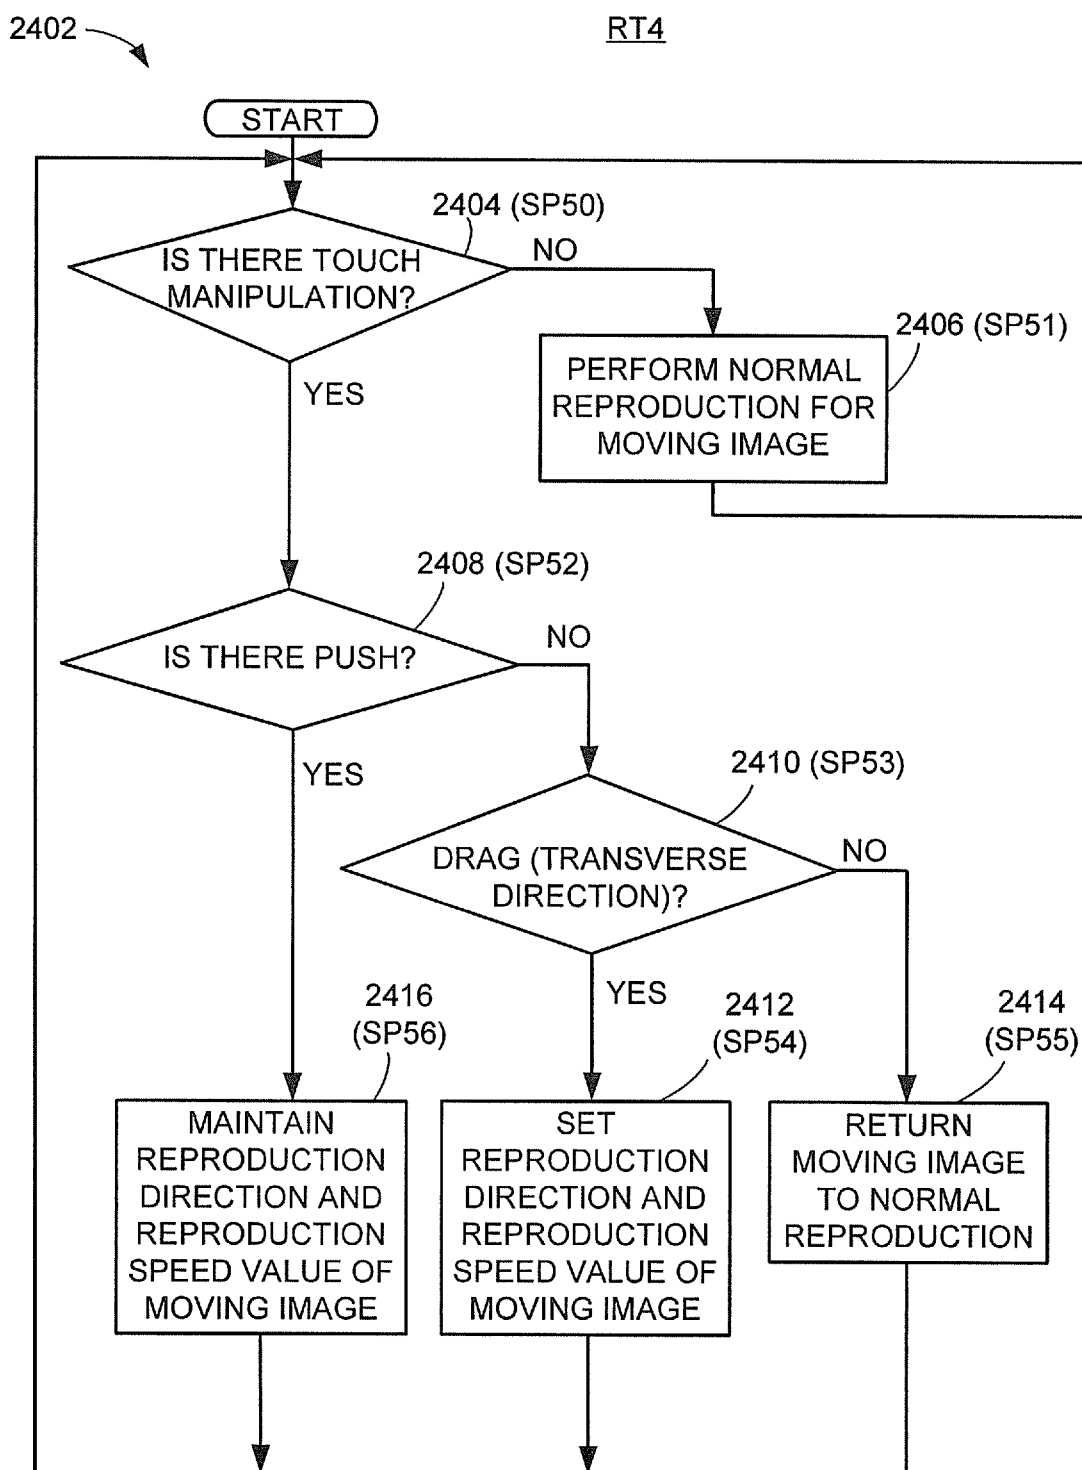 2402
RT4
START
2404 (SP50)
IS THERE TOUCH
MANIPULATION?
NO
YES
2406 (SP51)
PERFORM NORMAL
REPRODUCTION FOR
MOVING IMAGE
2408 (SP52)
IS THERE PUSH?
NO
YES
2410 (SP53)
DRAG (TRANSVERSE
DIRECTION)?
NO
YES
2416
(SP56)
2412
(SP54)
2414
(SP55)
MAINTAIN
REPRODUCTION
DIRECTION AND
REPRODUCTION
SPEED VALUE OF
MOVING IMAGE
SET
REPRODUCTION
DIRECTION AND
REPRODUCTION
SPEED VALUE OF
MOVING IMAGE
RETURN
MOVING IMAGE
TO NORMAL
REPRODUCTION